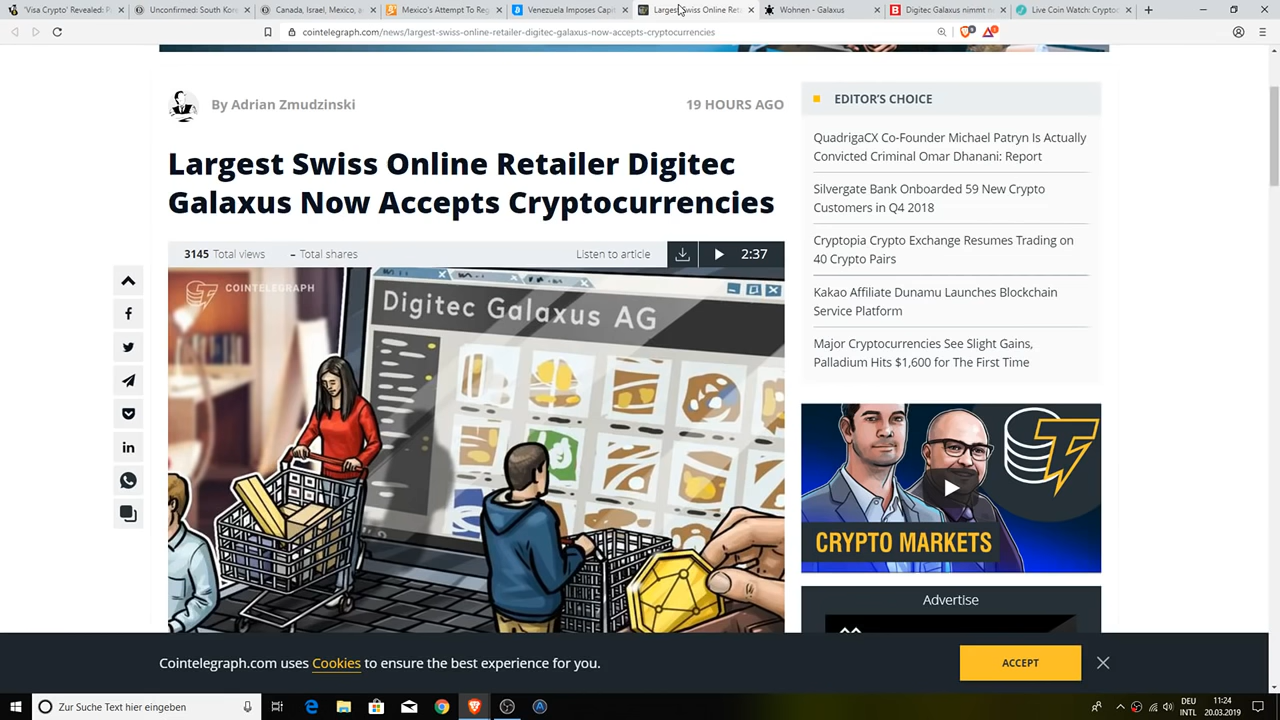 'Visa Crypto' Revealed: P
Unconfirmed: South Kore
Canada, Israel, Mexico, a
Mexico's Attempt To Reg
Venezuela Imposes Capit
Largest Swiss Online Reta
Wohnen - Galaxus
Digitec Galaxus nimmt n
Live Coin Watch: Cryptoc
cointelegraph.com/news/largest-swiss-online-retailer-digitec-galaxus-now-accepts-cryptocurrencies
By Adrian Zmudzinski
19 HOURS AGO
Largest Swiss Online Retailer Digitec
Galaxus Now Accepts Cryptocurrencies
3145 Total views
– Total shares
Listen to article
2:37
COINTELEGRAPH
Digitec Galaxus AG
EDITOR'S CHOICE
QuadrigaCX Co-Founder Michael Patryn Is Actually
Convicted Criminal Omar Dhanani: Report
Silvergate Bank Onboarded 59 New Crypto
Customers in Q4 2018
Cryptopia Crypto Exchange Resumes Trading on
40 Crypto Pairs
Kakao Affiliate Dunamu Launches Blockchain
Service Platform
Major Cryptocurrencies See Slight Gains,
Palladium Hits $1,600 for The First Time
CRYPTO MARKETS
Advertise
Cointelegraph.com uses Cookies to ensure the best experience for you.
ACCEPT
Zur Suche Text hier eingeben
DEU
INTL
11:24
20.03.2019